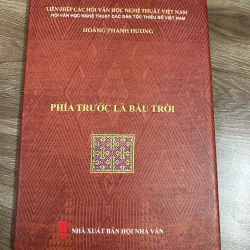 LIÊN HIỆP CÁC HỘI VĂN HỌC NGHỆ THUẬT VIỆT NAM
HỘI VĂN HỌC NGHỆ THUẬT CÁC DÂN TỘC THIỂU SỐ VIỆT NAM
HOÀNG THANH HƯƠNG
PHÍA TRƯỚC LÀ BẦU TRỜI
NHÀ XUẤT BẢN HỘI NHÀ VĂN